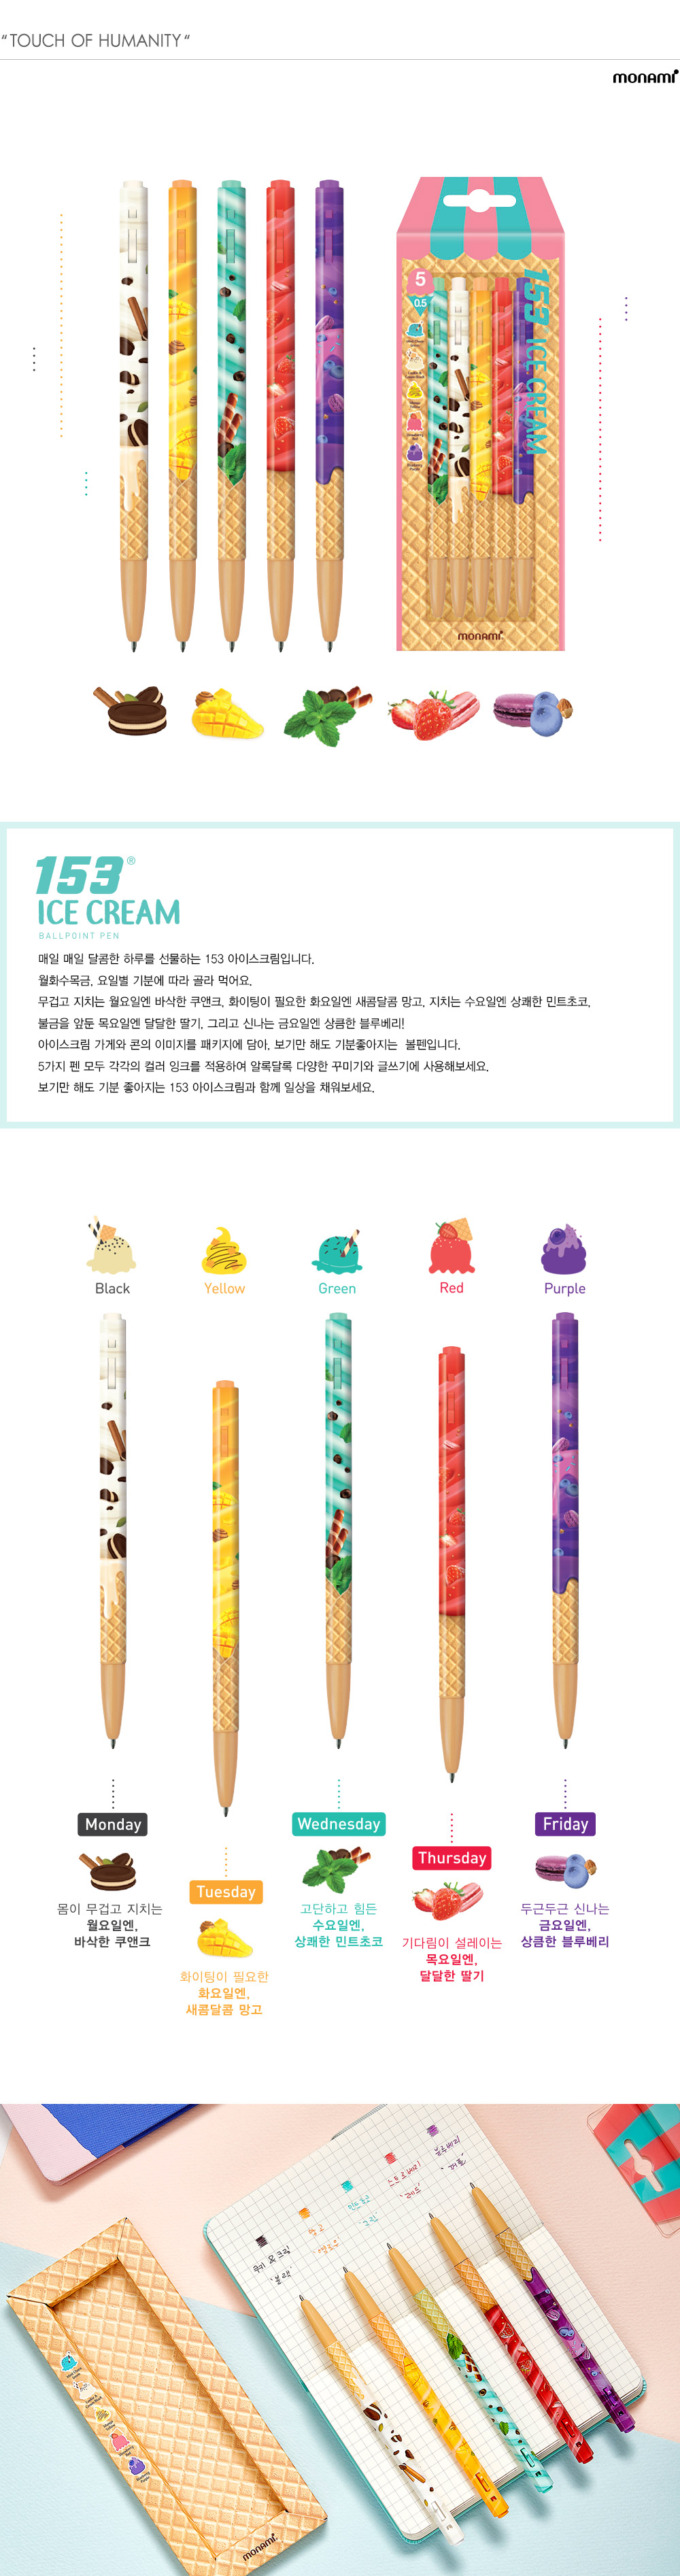 “TOUCH OF HUMANITY“
monami
5
0.5
153 ICE CREAM
monami
153®
ICE CREAM
BALLPOINT PEN
매일 매일 달콤한 하루를 선물하는 153 아이스크림입니다.
월화수목금, 요일별 기분에 따라 골라 먹어요.
무겁고 지치는 월요일엔 바삭한 쿠앤크, 화이팅이 필요한 화요일엔 새콤달콤 망고, 지치는 수요일엔 상쾌한 민트초코,
불금을 앞둔 목요일엔 달달한 딸기, 그리고 신나는 금요일엔 상큼한 블루베리!
아이스크림 가게와 콘의 이미지를 패키지에 담아, 보기만 해도 기분좋아지는 볼펜입니다.
5가지 펜 모두 각각의 컬러 잉크를 적용하여 알록달록 다양한 꾸미기와 글쓰기에 사용해보세요.
보기만 해도 기분 좋아지는 153 아이스크림과 함께 일상을 채워보세요.
Black
Yellow
Green
Red
Purple
Monday
몸이 무겁고 지치는
월요일엔,
바삭한 쿠앤크
Tuesday
화이팅이 필요한
화요일엔,
새콤달콤 망고
Wednesday
고단하고 힘든
수요일엔,
상쾌한 민트초코
Thursday
기다림이 설레이는
목요일엔,
달달한 딸기
Friday
두근두근 신나는
금요일엔,
상큼한 블루베리
쿠키&크림
블랙
망고
옐로우
민트초코
그린
스트로베리
레드
블루베리
퍼플
monami